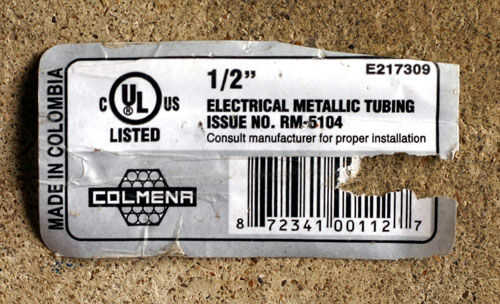 MADE IN COLOMBIA
C UL US
LISTED
1/2" E217309
ELECTRICAL METALLIC TUBING
ISSUE NO. RM-5104
Consult manufacturer for proper installation
COLMENA
8 72341 00112 7